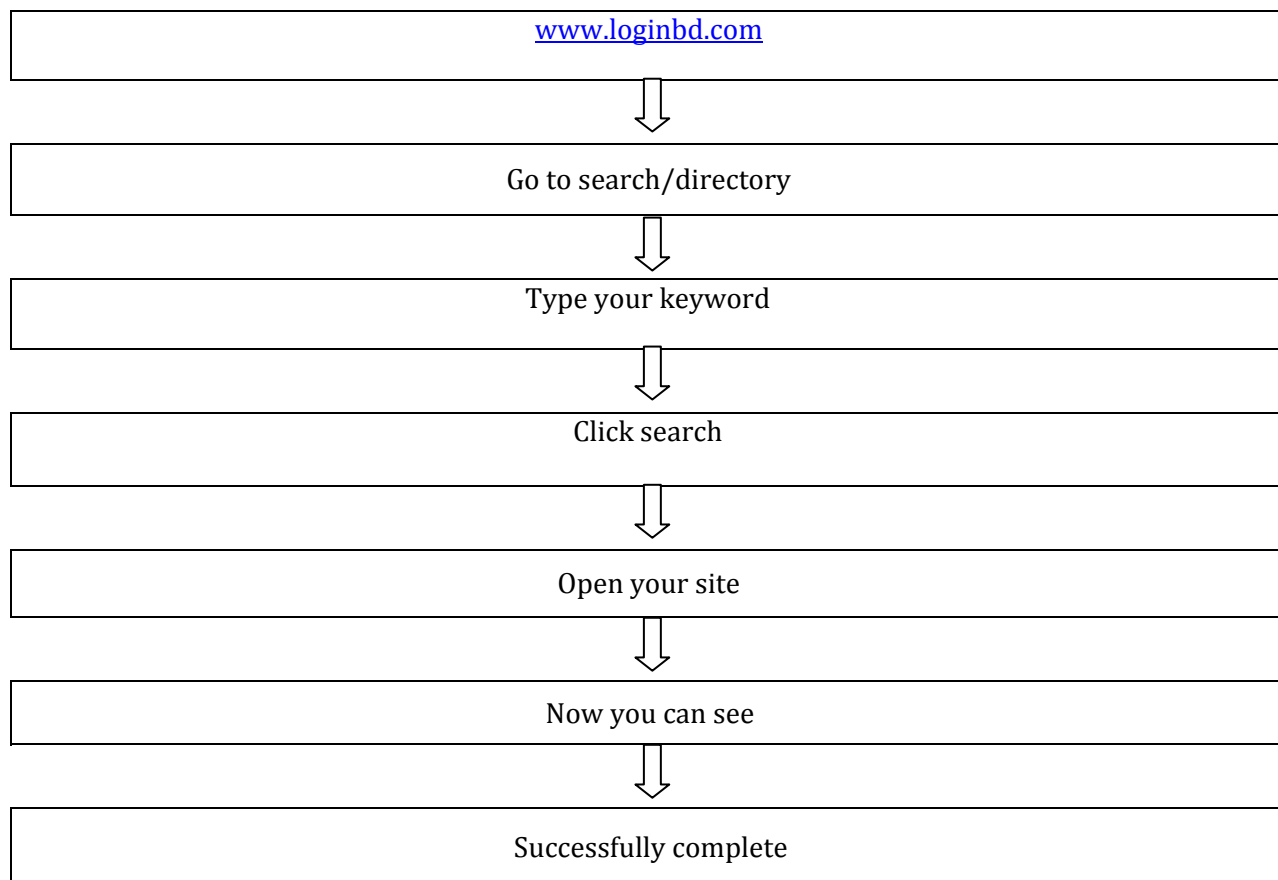 www.loginbd.com
Go to search/directory
Type your keyword
Click search
Open your site
Now you can see
Successfully complete